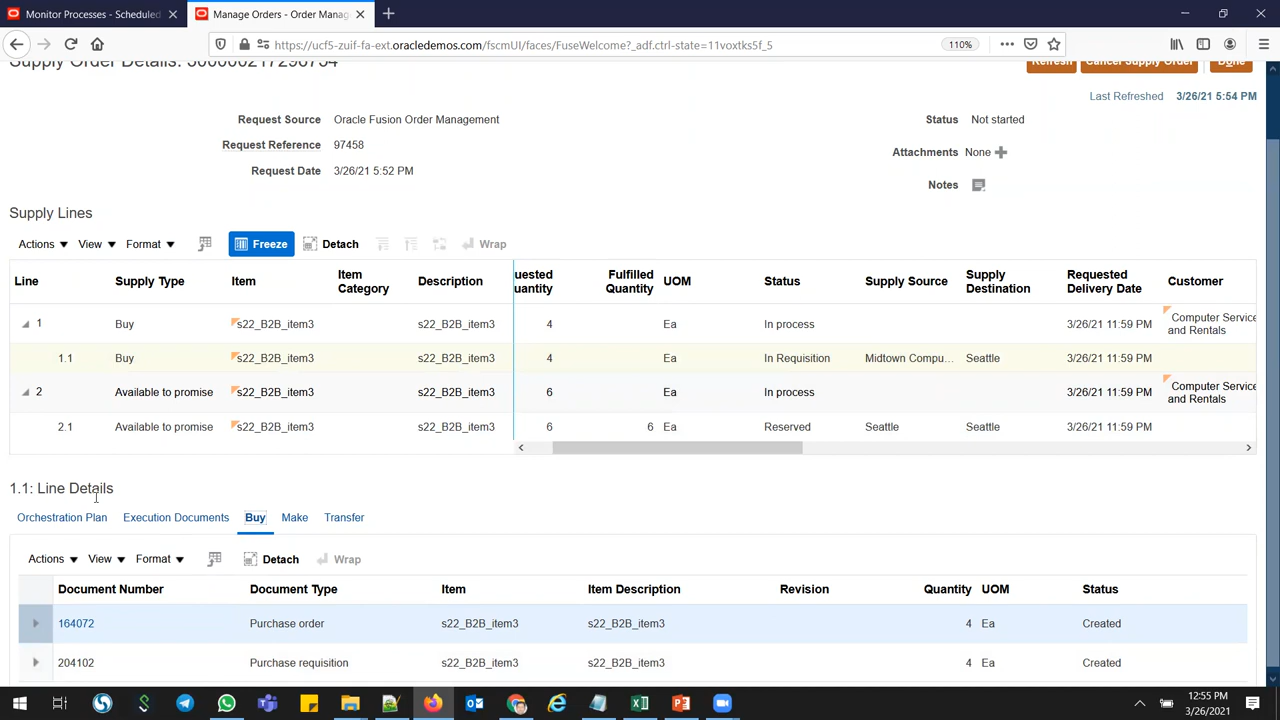 Monitor Processes - Scheduled
Manage Orders - Order Manag
https://ucf5-zuif-fa-ext.oracledemos.com/fscmUI/faces/FuseWelcome?_adf.ctrl-state=11voxtks5f_5
110%
Supply Order Details: 300000217298754
Refresh
Cancel Supply Order
Done
Last Refreshed 3/26/21 5:54 PM
Request Source Oracle Fusion Order Management
Status Not started
Request Reference 97458
Attachments None
Request Date 3/26/21 5:52 PM
Notes
Supply Lines
Actions View Format Freeze Detach Wrap
Line Supply Type Item Item Category Description uested uantity Fulfilled Quantity UOM Status Supply Source Supply Destination Requested Delivery Date Customer
1 Buy s22_B2B_item3 s22_B2B_item3 4 Ea In process 3/26/21 11:59 PM Computer Service and Rentals
1.1 Buy s22_B2B_item3 s22_B2B_item3 4 Ea In Requisition Midtown Compu... Seattle 3/26/21 11:59 PM
2 Available to promise s22_B2B_item3 s22_B2B_item3 6 Ea In process 3/26/21 11:59 PM Computer Service and Rentals
2.1 Available to promise s22_B2B_item3 s22_B2B_item3 6 6 Ea Reserved Seattle Seattle 3/26/21 11:59 PM
1.1: Line Details
Orchestration Plan Execution Documents Buy Make Transfer
Actions View Format Detach Wrap
Document Number Document Type Item Item Description Revision Quantity UOM Status
164072 Purchase order s22_B2B_item3 s22_B2B_item3 4 Ea Created
204102 Purchase requisition s22_B2B_item3 s22_B2B_item3 4 Ea Created
12:55 PM
3/26/2021